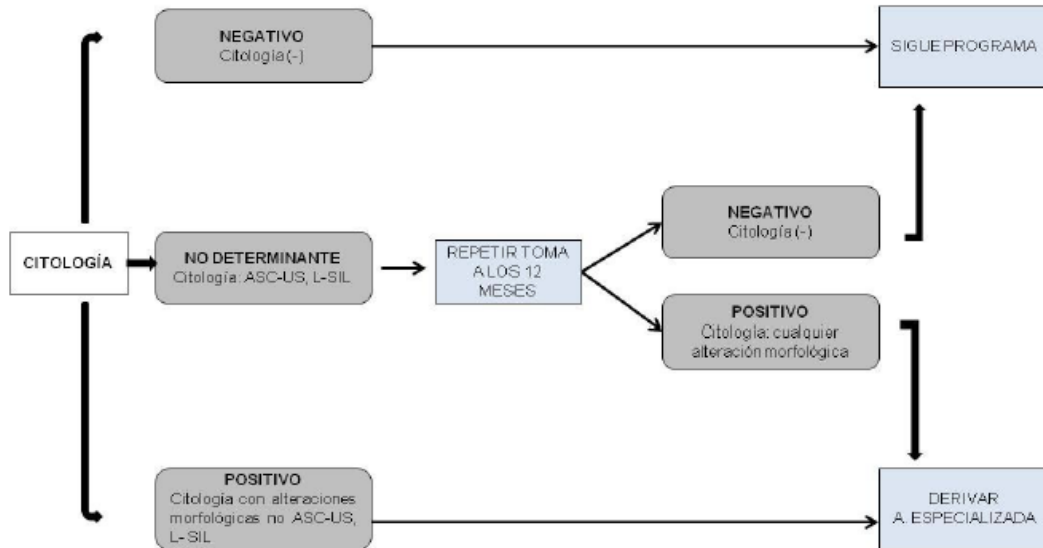 NEGATIVO
Citología (-)
SIGUE PROGRAMA
CITOLOGÍA
NO DETERMINANTE
Citología: ASC-US, L-SIL
REPETIR TOMA
A LOS 12
MESES
NEGATIVO
Citología (-)
POSITIVO
Citología: cualquier
alteración morfológica
POSITIVO
Citología con alteraciones
morfológicas no ASC-US,
L- SIL
DERIVAR
A. ESPECIALIZADA